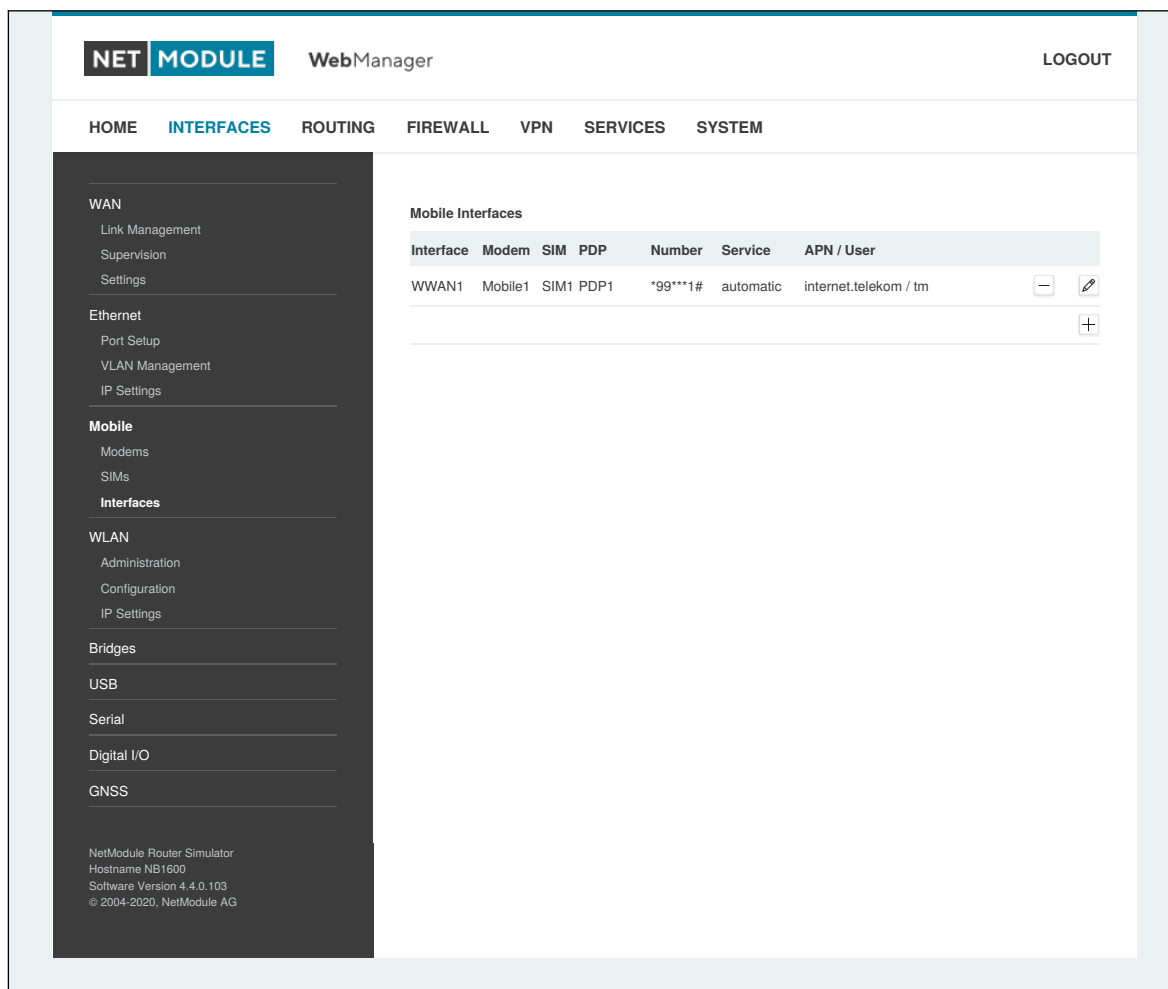 NET MODULE WebManager LOGOUT
HOME INTERFACES ROUTING FIREWALL VPN SERVICES SYSTEM
WAN
Link Management
Supervision
Settings
Ethernet
Port Setup
VLAN Management
IP Settings
Mobile
Modems
SIMs
Interfaces
WLAN
Administration
Configuration
IP Settings
Bridges
USB
Serial
Digital I/O
GNSS
NetModule Router Simulator
Hostname NB1600
Software Version 4.4.0.103
© 2004-2020, NetModule AG
Mobile Interfaces
Interface Modem SIM PDP Number Service APN / User
WWAN1 Mobile1 SIM1 PDP1 *99***1# automatic internet.telekom / tm